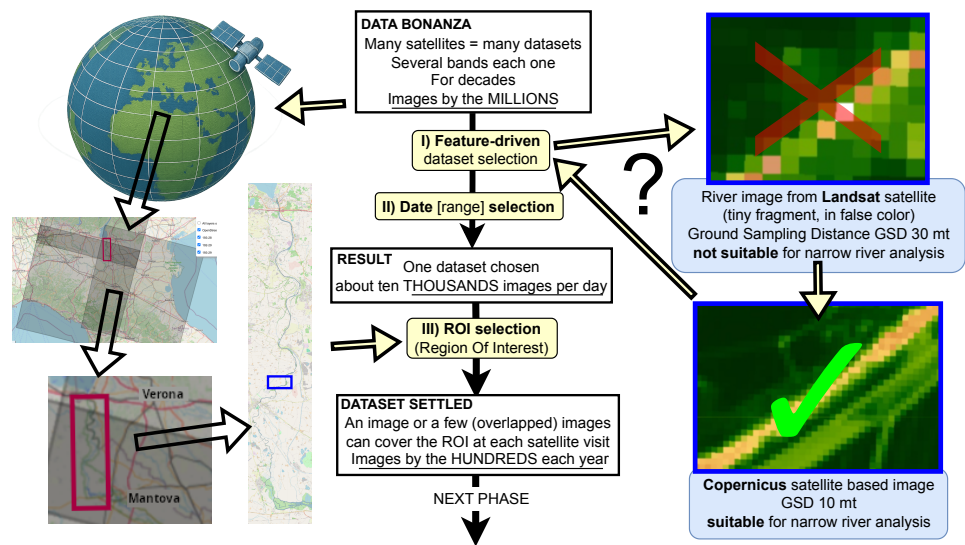 DATA BONANZA
Many satellites = many datasets
Several bands each one
For decades
Images by the MILLIONS
I) Feature-driven
dataset selection
?
II) Date [range] selection
RESULT
One dataset chosen
about ten THOUSANDS images per day
III) ROI selection
(Region Of Interest)
DATASET SETTLED
An image or a few (overlapped) images
can cover the ROI at each satellite visit
Images by the HUNDREDS each year
NEXT PHASE
River image from Landsat satellite
(tiny fragment, in false color)
Ground Sampling Distance GSD 30 mt
not suitable for narrow river analysis
Copernicus satellite based image
GSD 10 mt
suitable for narrow river analysis
Verona
Mantova